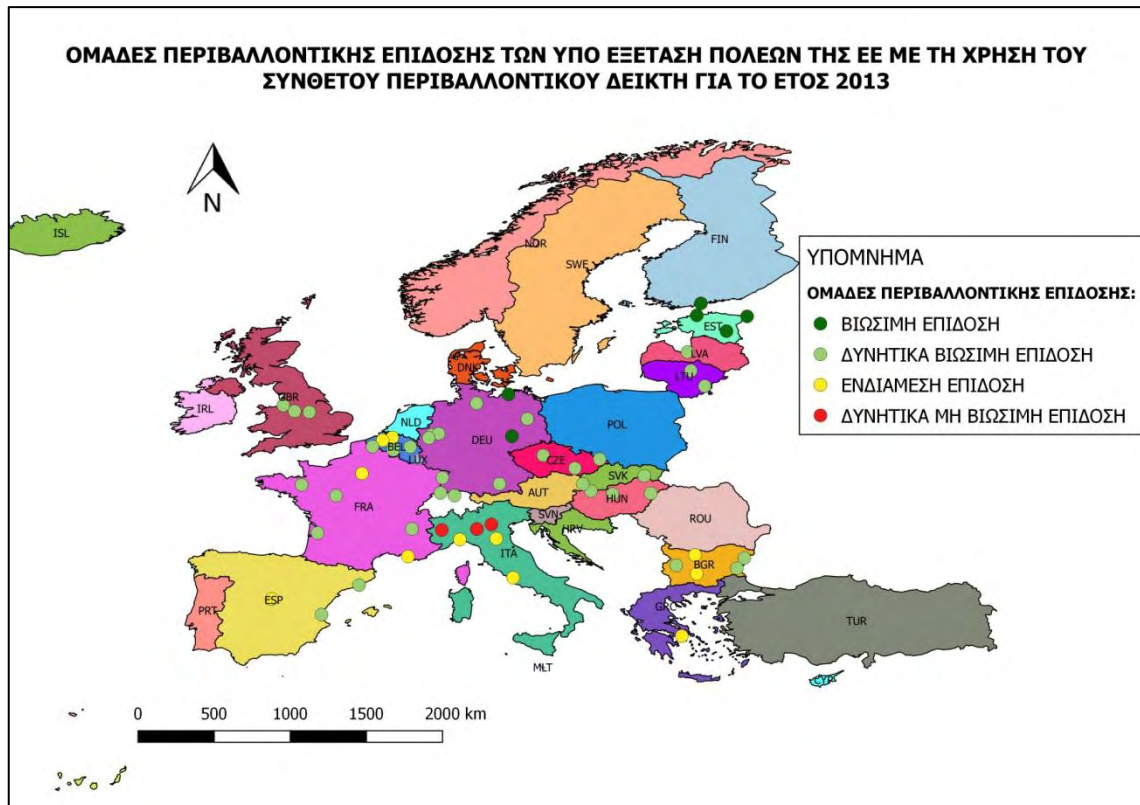 ΟΜΑΔΕΣ ΠΕΡΙΒΑΛΛΟΝΤΙΚΗΣ ΕΠΙΔΟΣΗΣ ΤΩΝ ΥΠΟ ΕΞΕΤΑΣΗ ΠΟΛΕΩΝ ΤΗΣ ΕΕ ΜΕ ΤΗ ΧΡΗΣΗ ΤΟΥ
ΣΥΝΘΕΤΟΥ ΠΕΡΙΒΑΛΛΟΝΤΙΚΟΥ ΔΕΙΚΤΗ ΓΙΑ ΤΟ ΕΤΟΣ 2013
N
ISL
NOR
SWE
FIN
EST
LVA
LTU
DNK
GBR
IRL
NLD
BEL
LUX
DEU
POL
CZE
SVK
AUT
HUN
FRA
SVN
HRV
ROU
ITA
BGR
PRT
ESP
GRC
TUR
MLT
CYP
ΥΠΟΜΝΗΜΑ
ΟΜΑΔΕΣ ΠΕΡΙΒΑΛΛΟΝΤΙΚΗΣ ΕΠΙΔΟΣΗΣ:
ΒΙΩΣΙΜΗ ΕΠΙΔΟΣΗ
ΔΥΝΗΤΙΚΑ ΒΙΩΣΙΜΗ ΕΠΙΔΟΣΗ
ΕΝΔΙΑΜΕΣΗ ΕΠΙΔΟΣΗ
ΔΥΝΗΤΙΚΑ ΜΗ ΒΙΩΣΙΜΗ ΕΠΙΔΟΣΗ
0 500 1000 1500 2000 km